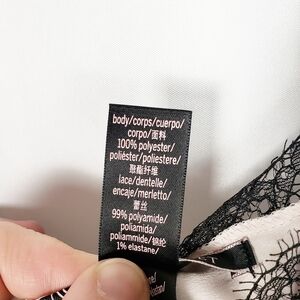 body/corps/cuerpo/
corpo/面料
100% polyester/
poliéster/poliestere/
聚酯纤维
lace/dentelle/
encaje/merletto/
蕾丝
99% polyamide/
poliamida/
poliammide/锦纶
1% elastane/